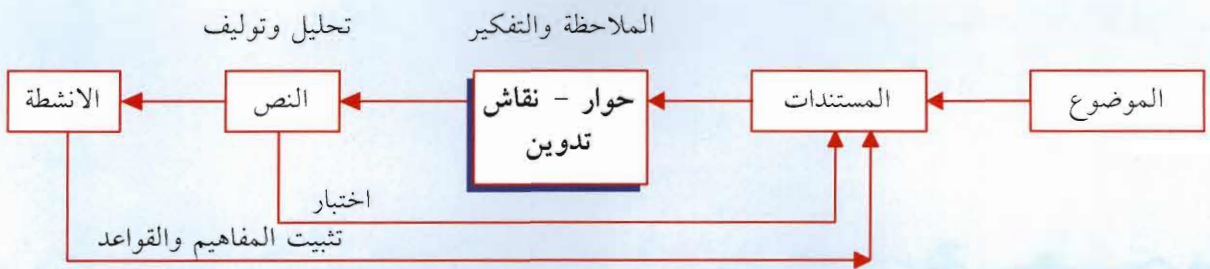 الملاحظة والتفكير
تحليل وتوليف
الموضوع
المستندات
حوار - نقاش
تدوين
النص
الانشطة
اختبار
تثبيت المفاهيم والقواعد